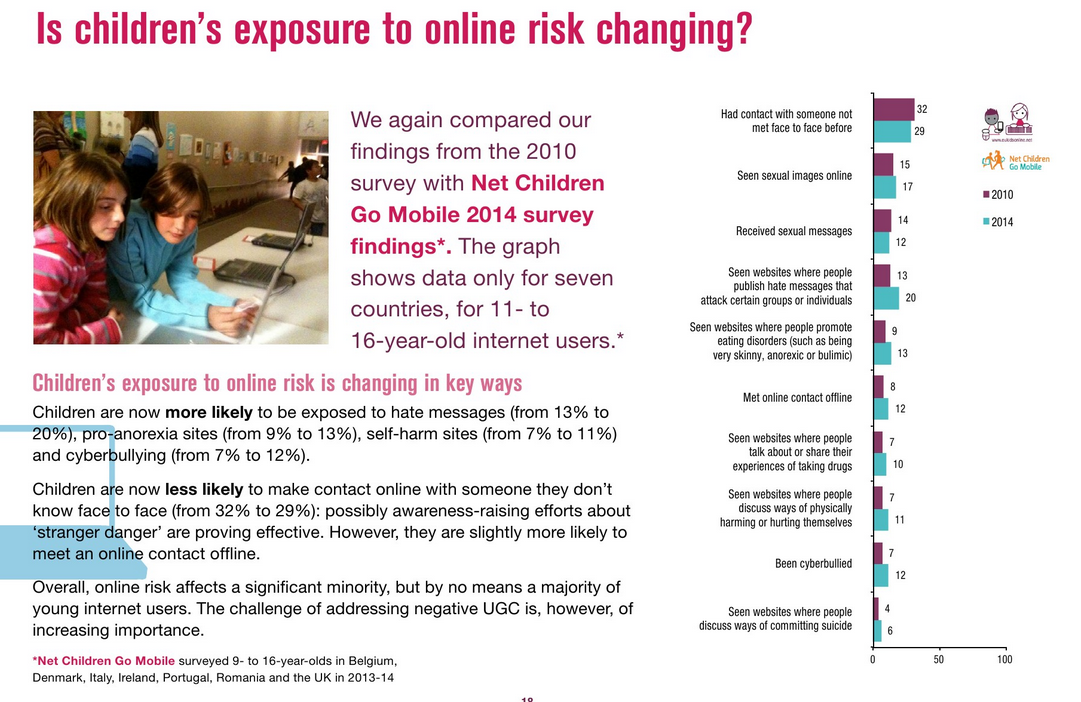 Is children's exposure to online risk changing?
We again compared our
findings from the 2010
survey with Net Children
Go Mobile 2014 survey
findings*. The graph
shows data only for seven
countries, for 11- to
16-year-old internet users.*
Children's exposure to online risk is changing in key ways
Children are now more likely to be exposed to hate messages (from 13% to
20%), pro-anorexia sites (from 9% to 13%), self-harm sites (from 7% to 11%)
and cyberbullying (from 7% to 12%).
Children are now less likely to make contact online with someone they don't
know face to face (from 32% to 29%): possibly awareness-raising efforts about
'stranger danger' are proving effective. However, they are slightly more likely to
meet an online contact offline.
Overall, online risk affects a significant minority, but by no means a majority of
young internet users. The challenge of addressing negative UGC is, however, of
increasing importance.
*Net Children Go Mobile surveyed 9- to 16-year-olds in Belgium,
Denmark, Italy, Ireland, Portugal, Romania and the UK in 2013-14
Had contact with someone not
met face to face before
32
29
Seen sexual images online
15
17
Received sexual messages
14
12
Seen websites where people
publish hate messages that
attack certain groups or individuals
13
20
Seen websites where people promote
eating disorders (such as being
very skinny, anorexic or bulimic)
9
13
Met online contact offline
8
12
Seen websites where people
talk about or share their
experiences of taking drugs
7
10
Seen websites where people
discuss ways of physically
harming or hurting themselves
7
11
Been cyberbullied
7
12
Seen websites where people
discuss ways of committing suicide
4
6
0
50
100
www.eukidsonline.net
Net Children
Go Mobile
2010
2014
18